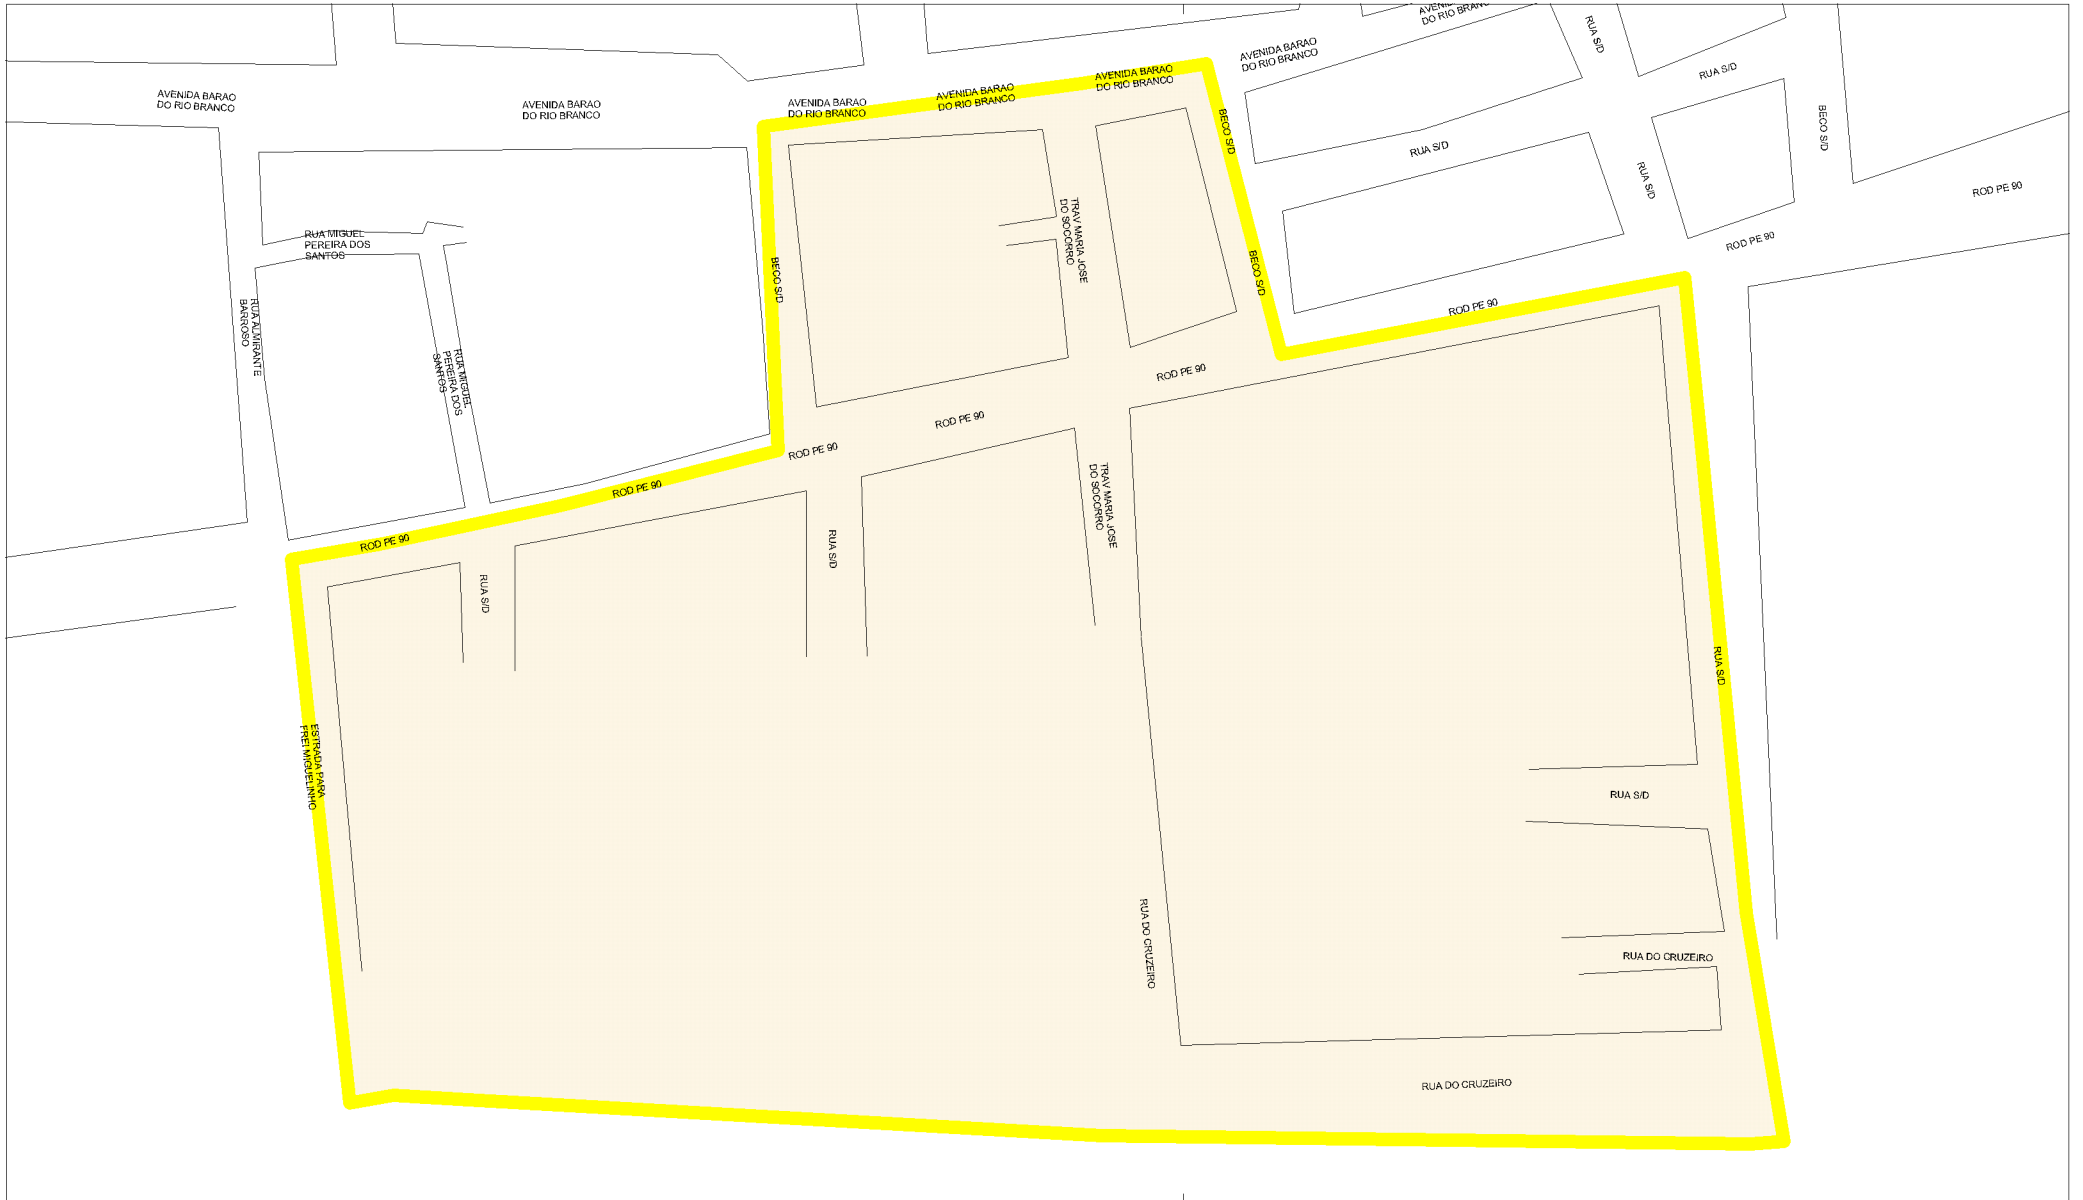 AVENIDA
DO RIO BRAN
RUA S/D
AVENIDA BARAO
DO RIO BRANCO
RUA S/D
AVENIDA BARAO
DO RIO BRANCO
AVENIDA BARAO
DO RIO BRANCO
AVENIDA BARAO
DO RIO BRANCO
AVENIDA BARAO
DO RIO BRANCO
AVENIDA BARAO
DO RIO BRANCO
BECO S/D
BECO S/D
RUA S/D
RUA S/D
ROD PE 90
TRAV MARIA JOSE
DO SOCORRO
RUA MIGUEL
PEREIRA DOS
SANTOS
ROD PE 90
BECO S/D
BECO S/D
ROD PE 90
RUA ALMIRANTE
BARROSO
RUA MIGUEL
PEREIRA DOS
SANTOS
ROD PE 90
ROD PE 90
ROD PE 90
ROD PE 90
TRAV MARIA JOSE
DO SOCORRO
ROD PE 90
RUA S/D
RUA S/D
RUA S/D
ESTRADA PARA
FREI MIGUELINHO
RUA S/D
RUA DO CRUZEIRO
RUA DO CRUZEIRO
RUA DO CRUZEIRO